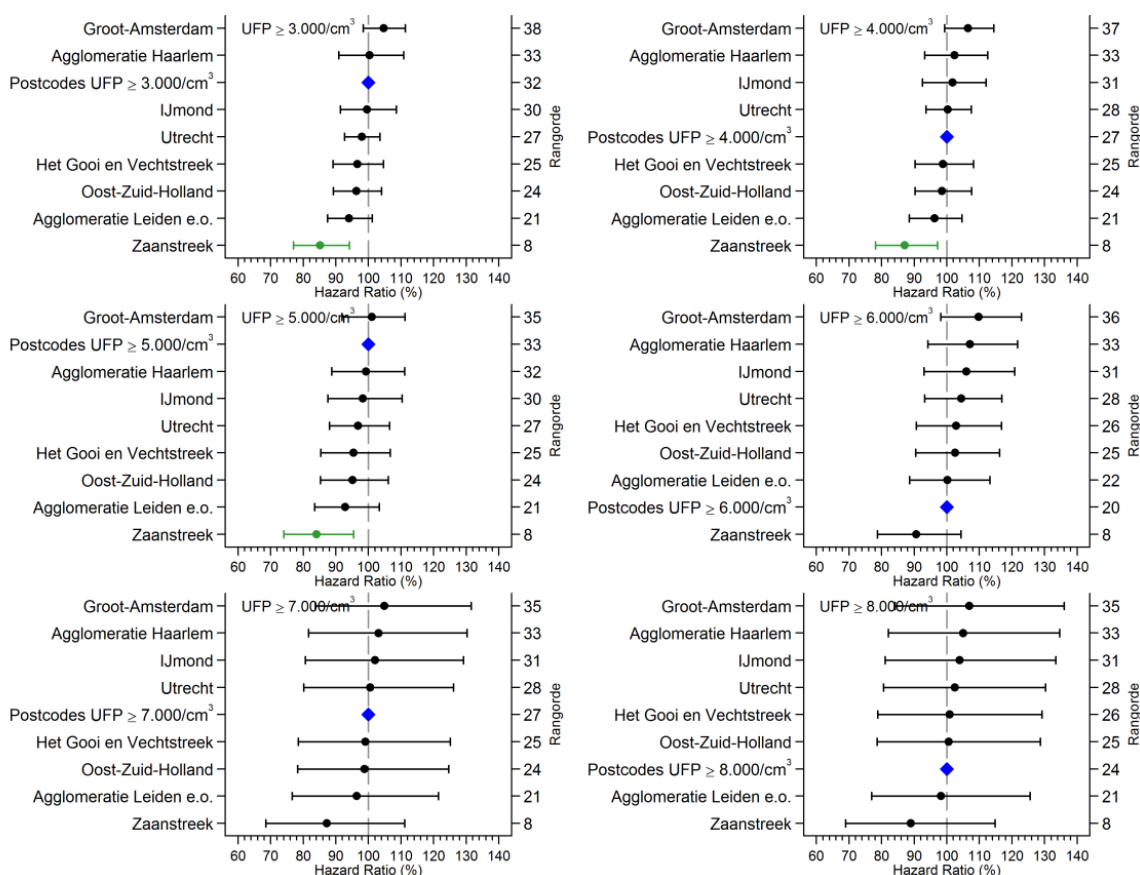 UFP ≥ 3.000/cm³
Groot-Amsterdam 38
Agglomeratie Haarlem 33
Postcodes UFP ≥ 3.000/cm³ 32
IJmond 30
Utrecht 27
Het Gooi en Vechtstreek 25
Oost-Zuid-Holland 24
Agglomeratie Leiden e.o. 21
Zaanstreek 8
Rangorde
60 70 80 90 100 110 120 130 140
Hazard Ratio (%)
UFP ≥ 4.000/cm³
Groot-Amsterdam 37
Agglomeratie Haarlem 33
IJmond 31
Utrecht 28
Postcodes UFP ≥ 4.000/cm³ 27
Het Gooi en Vechtstreek 25
Oost-Zuid-Holland 24
Agglomeratie Leiden e.o. 21
Zaanstreek 8
Rangorde
60 70 80 90 100 110 120 130 140
Hazard Ratio (%)
UFP ≥ 5.000/cm³
Groot-Amsterdam 35
Postcodes UFP ≥ 5.000/cm³ 33
Agglomeratie Haarlem 32
IJmond 30
Utrecht 27
Het Gooi en Vechtstreek 25
Oost-Zuid-Holland 24
Agglomeratie Leiden e.o. 21
Zaanstreek 8
Rangorde
60 70 80 90 100 110 120 130 140
Hazard Ratio (%)
UFP ≥ 6.000/cm³
Groot-Amsterdam 36
Agglomeratie Haarlem 33
IJmond 31
Utrecht 28
Het Gooi en Vechtstreek 26
Oost-Zuid-Holland 25
Agglomeratie Leiden e.o. 22
Postcodes UFP ≥ 6.000/cm³ 20
Zaanstreek 8
Rangorde
60 70 80 90 100 110 120 130 140
Hazard Ratio (%)
UFP ≥ 7.000/cm³
Groot-Amsterdam 35
Agglomeratie Haarlem 33
IJmond 31
Utrecht 28
Postcodes UFP ≥ 7.000/cm³ 27
Het Gooi en Vechtstreek 25
Oost-Zuid-Holland 24
Agglomeratie Leiden e.o. 21
Zaanstreek 8
Rangorde
60 70 80 90 100 110 120 130 140
Hazard Ratio (%)
UFP ≥ 8.000/cm³
Groot-Amsterdam 35
Agglomeratie Haarlem 33
IJmond 31
Utrecht 28
Het Gooi en Vechtstreek 26
Oost-Zuid-Holland 25
Postcodes UFP ≥ 8.000/cm³ 24
Agglomeratie Leiden e.o. 21
Zaanstreek 8
Rangorde
60 70 80 90 100 110 120 130 140
Hazard Ratio (%)